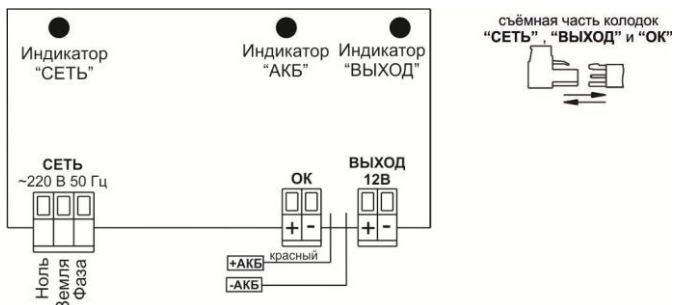 Индикатор
“СЕТЬ”
Индикатор
“АКБ”
Индикатор
“ВЫХОД”
съёмная часть колодок
“СЕТЬ” , “ВЫХОД” и “ОК”
СЕТЬ
~220 В 50 Гц
ОК
ВЫХОД
12В
+ -
+ -
Ноль
Земля
Фаза
+АКБ красный
-АКБ